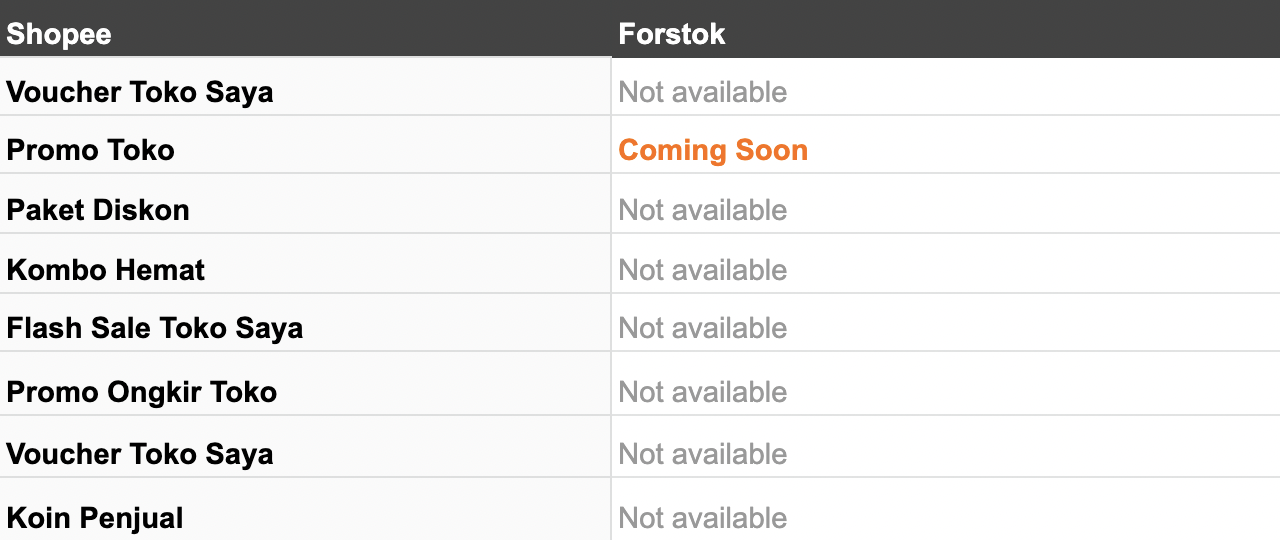 Shopee Forstok
Voucher Toko Saya Not available
Promo Toko Coming Soon
Paket Diskon Not available
Kombo Hemat Not available
Flash Sale Toko Saya Not available
Promo Ongkir Toko Not available
Voucher Toko Saya Not available
Koin Penjual Not available